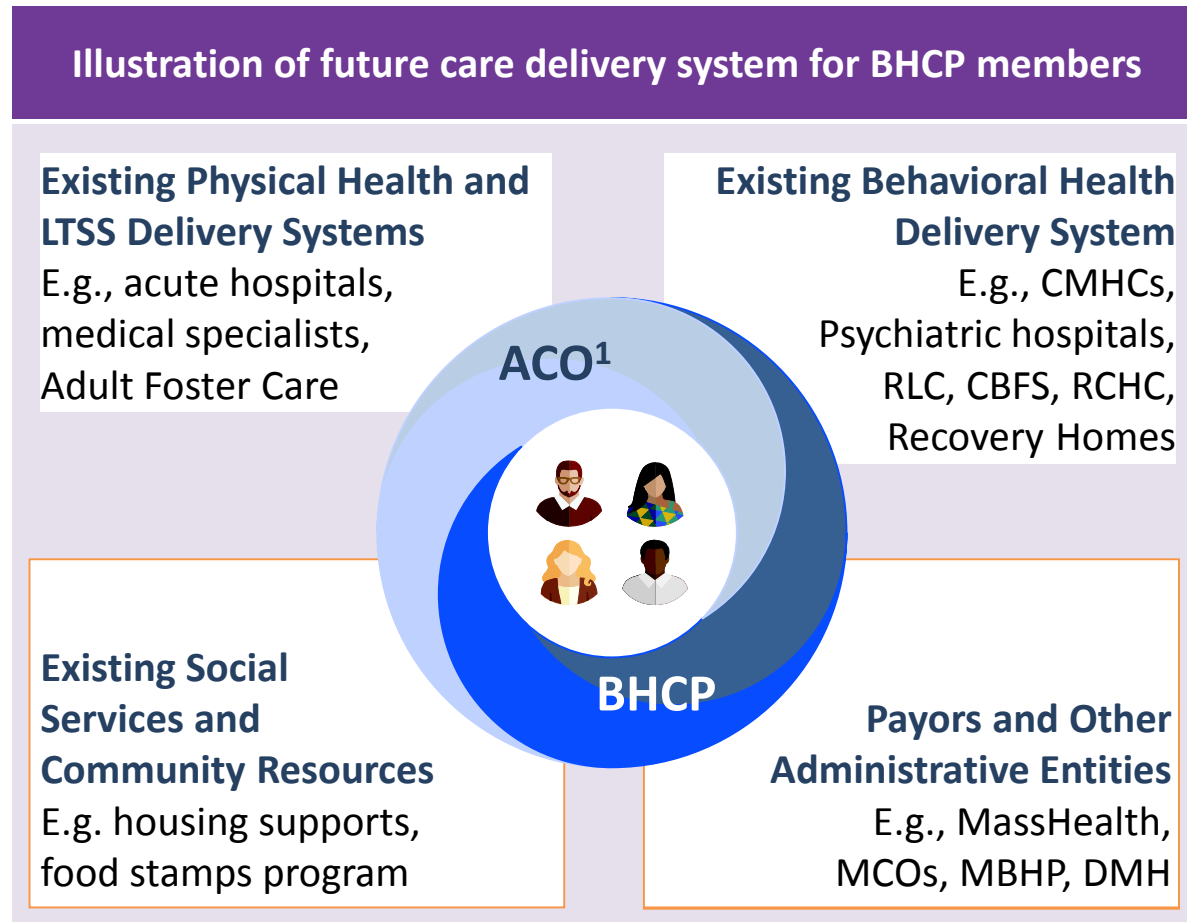 Illustration of future care delivery system for BHCP members
Existing Physical Health and
LTSS Delivery Systems
E.g., acute hospitals,
medical specialists,
Adult Foster Care
Existing Behavioral Health
Delivery System
E.g., CMHCs,
Psychiatric hospitals,
RLC, CBFS, RCHC,
Recovery Homes
ACO¹
BHCP
Existing Social
Services and
Community Resources
E.g. housing supports,
food stamps program
Payors and Other
Administrative Entities
E.g., MassHealth,
MCOs, MBHP, DMH